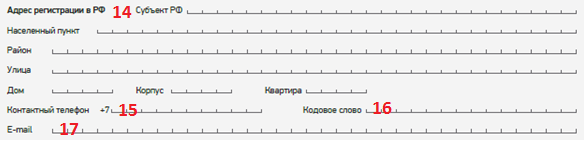 Адрес регистрации в РФ 14 Субъект РФ
Населенный пункт
Район
Улица
Дом Корпус Квартира
Контактный телефон +7 15 Кодовое слово 16
E-mail 17